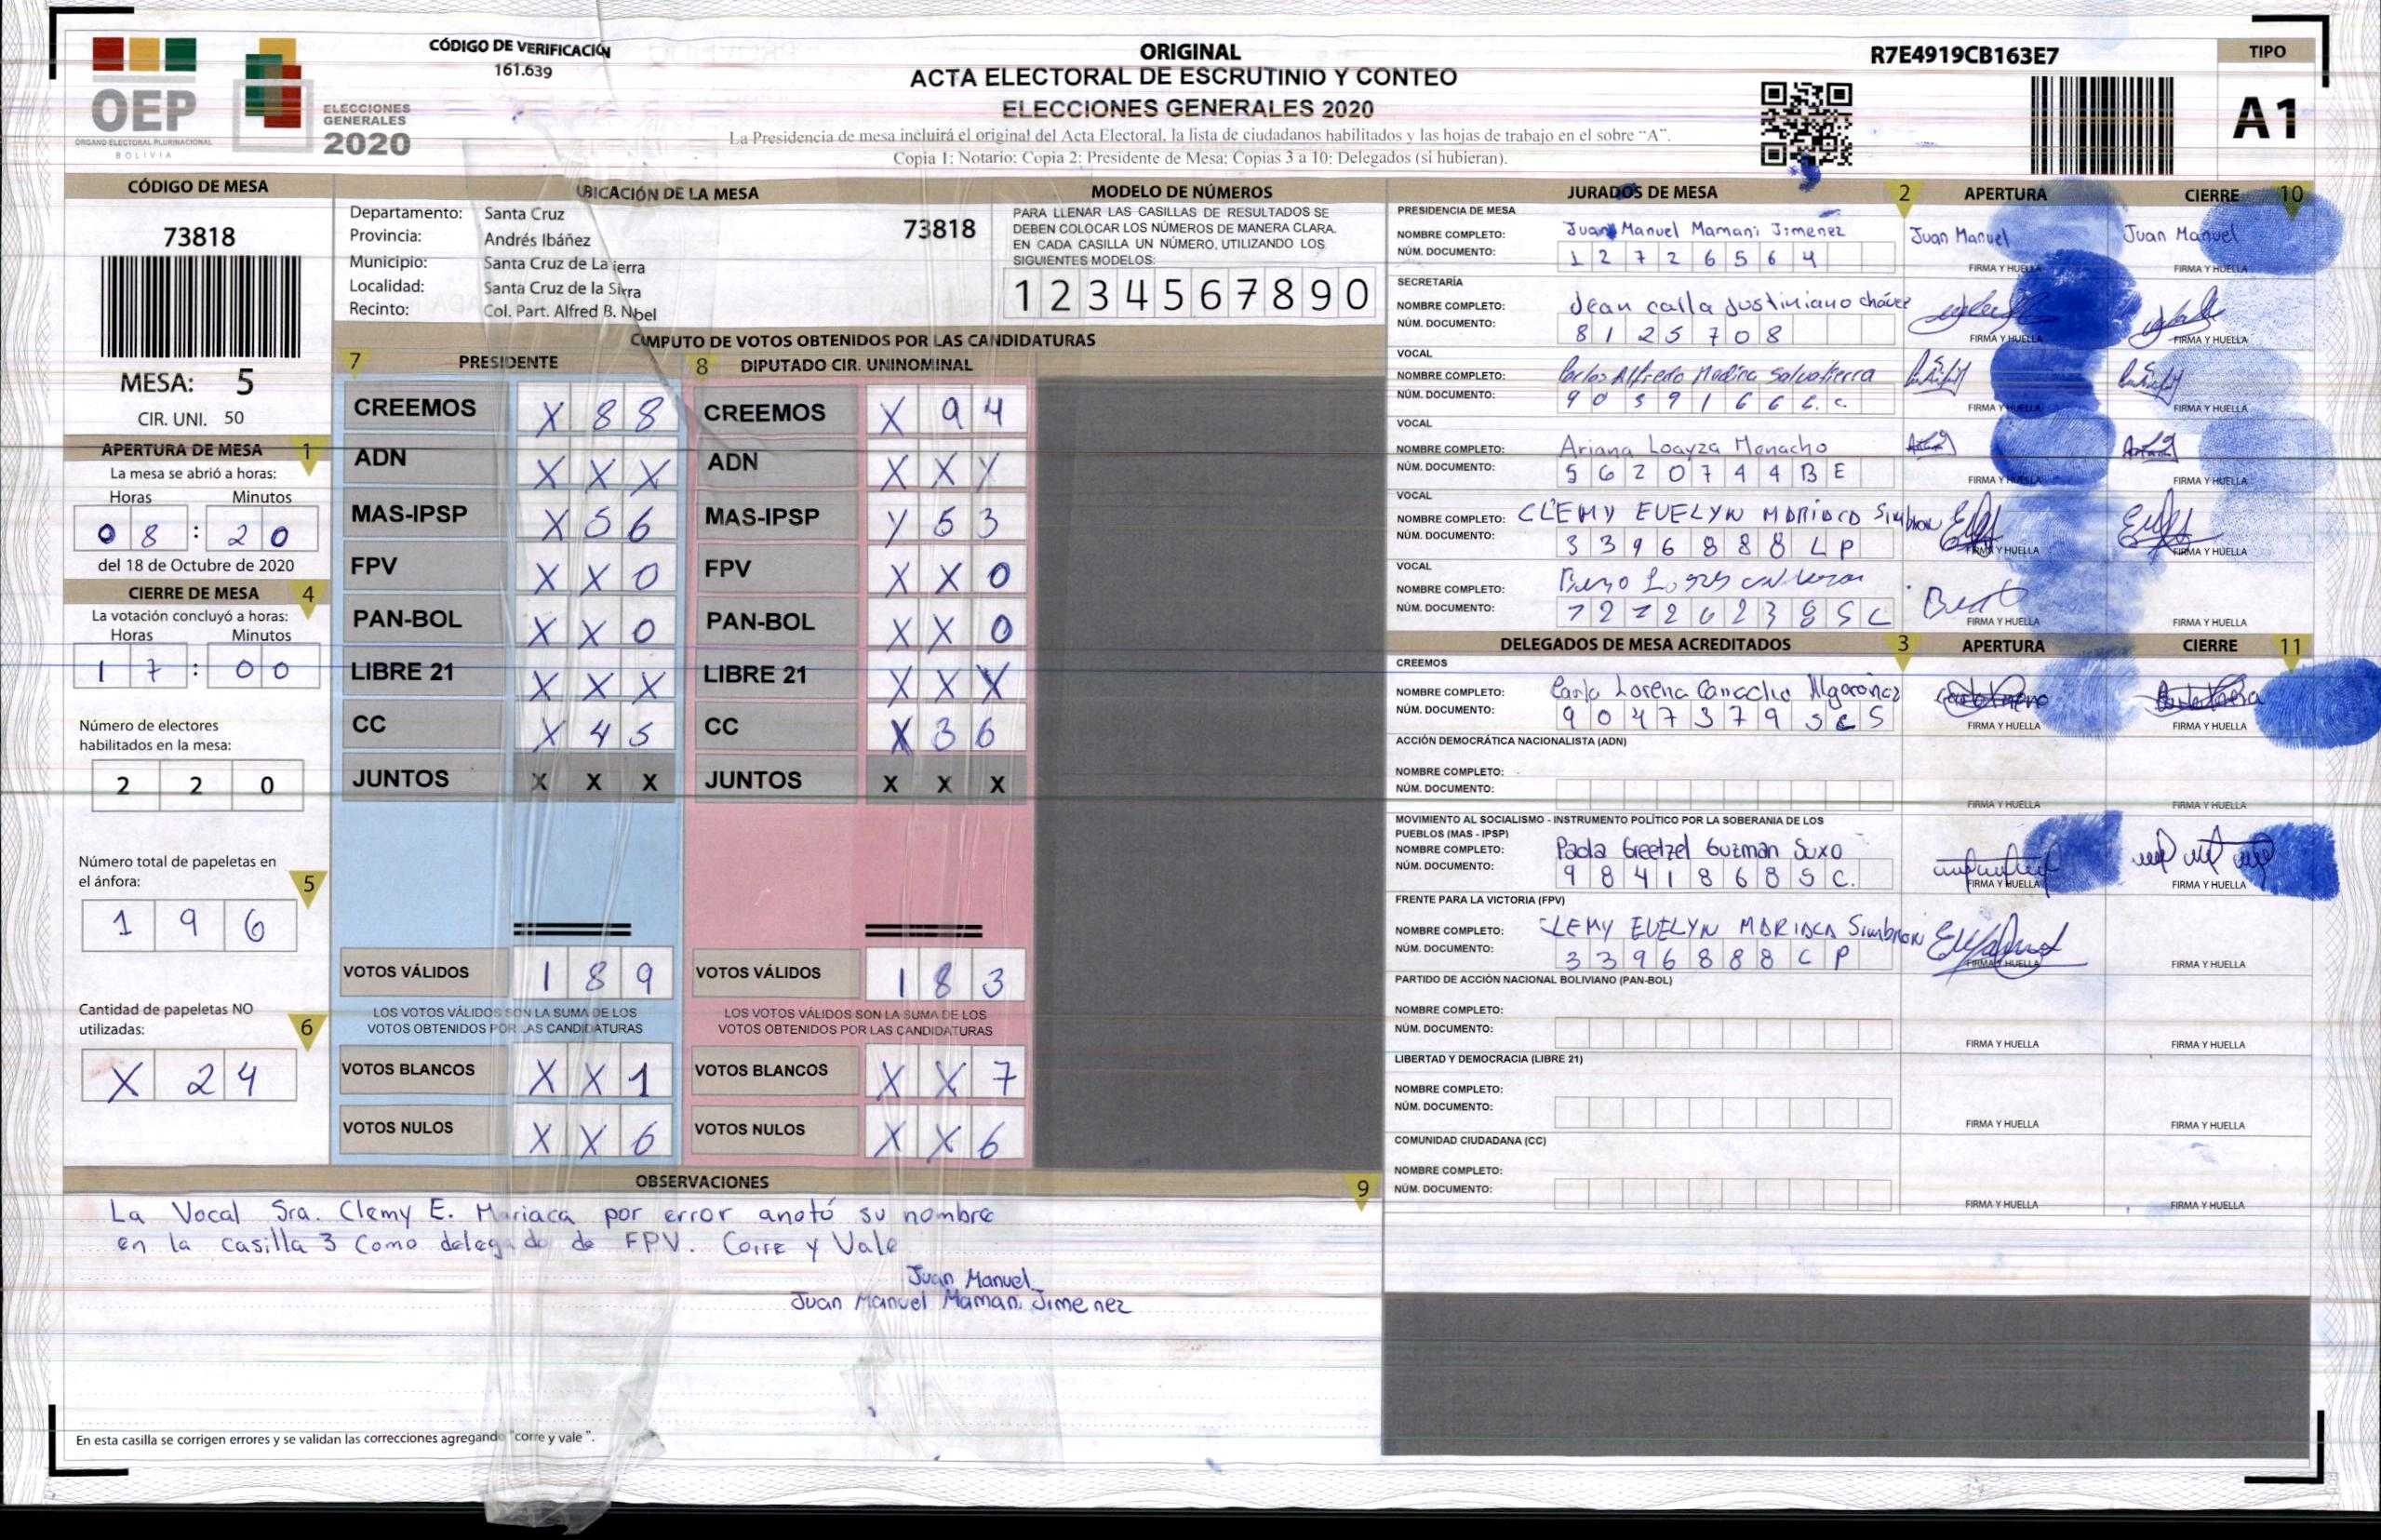 OEP
ÓRGANO ELECTORAL PLURINACIONAL
BOLIVIA
ELECCIONES
GENERALES
2020
CÓDIGO DE VERIFICACIÓN
161.639
ORIGINAL
ACTA ELECTORAL DE ESCRUTINIO Y CONTEO
ELECCIONES GENERALES 2020
La Presidencia de mesa incluirá el original del Acta Electoral, la lista de ciudadanos habilitados y las hojas de trabajo en el sobre “A”.
Copia 1: Notario: Copia 2: Presidente de Mesa: Copias 3 a 10: Delegados (si hubieran).
R7E4919CB163E7
TIPO
A1
CÓDIGO DE MESA
73818
MESA: 5
CIR. UNI. 50
APERTURA DE MESA 1
La mesa se abrió a horas:
Horas Minutos
0 8 : 2 0
del 18 de Octubre de 2020
CIERRE DE MESA 4
La votación concluyó a horas:
Horas Minutos
1 7 : 0 0
Número de electores
habilitados en la mesa:
2 2 0
Número total de papeletas en
el ánfora: 5
1 9 6
Cantidad de papeletas NO
utilizadas: 6
X 2 4
UBICACIÓN DE LA MESA
Departamento: Santa Cruz
73818
Provincia: Andrés Ibáñez
Municipio: Santa Cruz de La ierra
Localidad: Santa Cruz de la Sirra
Recinto: Col. Part. Alfred B. Nbel
MODELO DE NÚMEROS
PARA LLENAR LAS CASILLAS DE RESULTADOS SE
DEBEN COLOCAR LOS NÚMEROS DE MANERA CLARA.
EN CADA CASILLA UN NÚMERO, UTILIZANDO LOS
SIGUIENTES MODELOS:
1 2 3 4 5 6 7 8 9 0
CMPUTO DE VOTOS OBTENIDOS POR LAS CANDIDATURAS
7 PRESIDENTE
CREEMOS X 8 8
ADN X X X
MAS-IPSP X 5 6
FPV X X 0
PAN-BOL X X 0
LIBRE 21 X X X
CC X 4 5
JUNTOS X X X
VOTOS VÁLIDOS 1 8 9
LOS VOTOS VÁLIDOS SON LA SUMA DE LOS
VOTOS OBTENIDOS POR LAS CANDIDATURAS
VOTOS BLANCOS X X 1
VOTOS NULOS X X 6
8 DIPUTADO CIR. UNINOMINAL
CREEMOS X 9 4
ADN X X X
MAS-IPSP X 5 3
FPV X X 0
PAN-BOL X X 0
LIBRE 21 X X X
CC X 3 6
JUNTOS X X X
VOTOS VÁLIDOS 1 8 3
LOS VOTOS VÁLIDOS SON LA SUMA DE LOS
VOTOS OBTENIDOS POR LAS CANDIDATURAS
VOTOS BLANCOS X X 7
VOTOS NULOS X X 6
OBSERVACIONES 9
La Vocal Sra. Clemy E. Mariaca por error anotó su nombre
en la casilla 3 Como delegado de FPV. Corre y Vale
Juan Manuel
Juan Manuel Mamani Jimenez
En esta casilla se corrigen errores y se validan las correcciones agregando "corre y vale ".
JURADOS DE MESA 2 APERTURA CIERRE 10
PRESIDENCIA DE MESA
NOMBRE COMPLETO: Juan Manuel Mamani Jimenez Juan Manuel Juan Manuel
NÚM. DOCUMENTO: 1 2 7 2 6 5 6 4
FIRMA Y HUELLA FIRMA Y HUELLA
SECRETARÍA
NOMBRE COMPLETO: Jean calla Justiniano chávez
NÚM. DOCUMENTO: 8 1 2 5 7 0 8
FIRMA Y HUELLA FIRMA Y HUELLA
VOCAL
NOMBRE COMPLETO: Carlos Alfredo Medina Salvatierra
NÚM. DOCUMENTO:
FIRMA Y HUELLA FIRMA Y HUELLA
VOCAL
NOMBRE COMPLETO: Ariana Loayza Menacho
NÚM. DOCUMENTO: 5 6 2 0 7 4 4 B E
FIRMA Y HUELLA FIRMA Y HUELLA
VOCAL
NOMBRE COMPLETO: CLEMY EVELYN MARIACA Simbron
NÚM. DOCUMENTO: 3 3 9 6 8 8 8 L P
FIRMA Y HUELLA FIRMA Y HUELLA
VOCAL
NOMBRE COMPLETO:
NÚM. DOCUMENTO:
FIRMA Y HUELLA FIRMA Y HUELLA
DELEGADOS DE MESA ACREDITADOS 3 APERTURA CIERRE 11
CREEMOS
NOMBRE COMPLETO: Carla Lorena Camacho
NÚM. DOCUMENTO: 9 0 4 7 3 7 9
FIRMA Y HUELLA FIRMA Y HUELLA
ACCIÓN DEMOCRÁTICA NACIONALISTA (ADN)
NOMBRE COMPLETO:
NÚM. DOCUMENTO:
FIRMA Y HUELLA FIRMA Y HUELLA
MOVIMIENTO AL SOCIALISMO - INSTRUMENTO POLÍTICO POR LA SOBERANIA DE LOS
PUEBLOS (MAS - IPSP)
NOMBRE COMPLETO: Paola Greetzel Guzman Suxo
NÚM. DOCUMENTO: 9 8 4 1 8 6 8 S C.
FIRMA Y HUELLA FIRMA Y HUELLA
FRENTE PARA LA VICTORIA (FPV)
NOMBRE COMPLETO: CLEMY EVELYN MARIACA Simbron
NÚM. DOCUMENTO: 3 3 9 6 8 8 8 L P
FIRMA Y HUELLA FIRMA Y HUELLA
PARTIDO DE ACCIÓN NACIONAL BOLIVIANO (PAN-BOL)
NOMBRE COMPLETO:
NÚM. DOCUMENTO:
FIRMA Y HUELLA FIRMA Y HUELLA
LIBERTAD Y DEMOCRACIA (LIBRE 21)
NOMBRE COMPLETO:
NÚM. DOCUMENTO:
FIRMA Y HUELLA FIRMA Y HUELLA
COMUNIDAD CIUDADANA (CC)
NOMBRE COMPLETO:
NÚM. DOCUMENTO:
FIRMA Y HUELLA FIRMA Y HUELLA